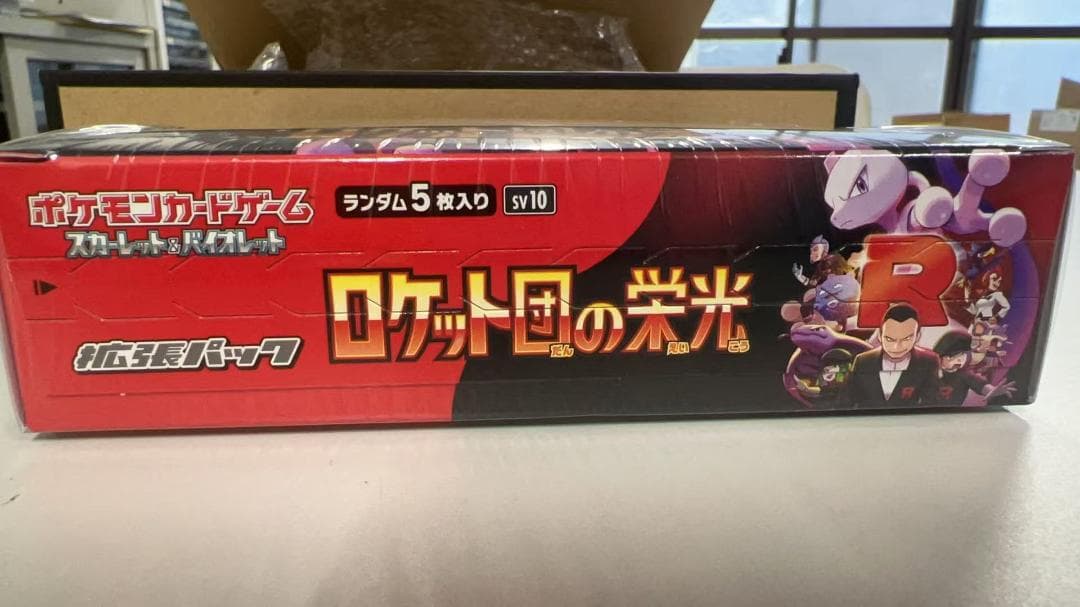 ポケモンカードゲーム
スカーレット&バイオレット
ランダム5枚入り
SV10
ロケット団の栄光
だん えい こう
拡張パック
R